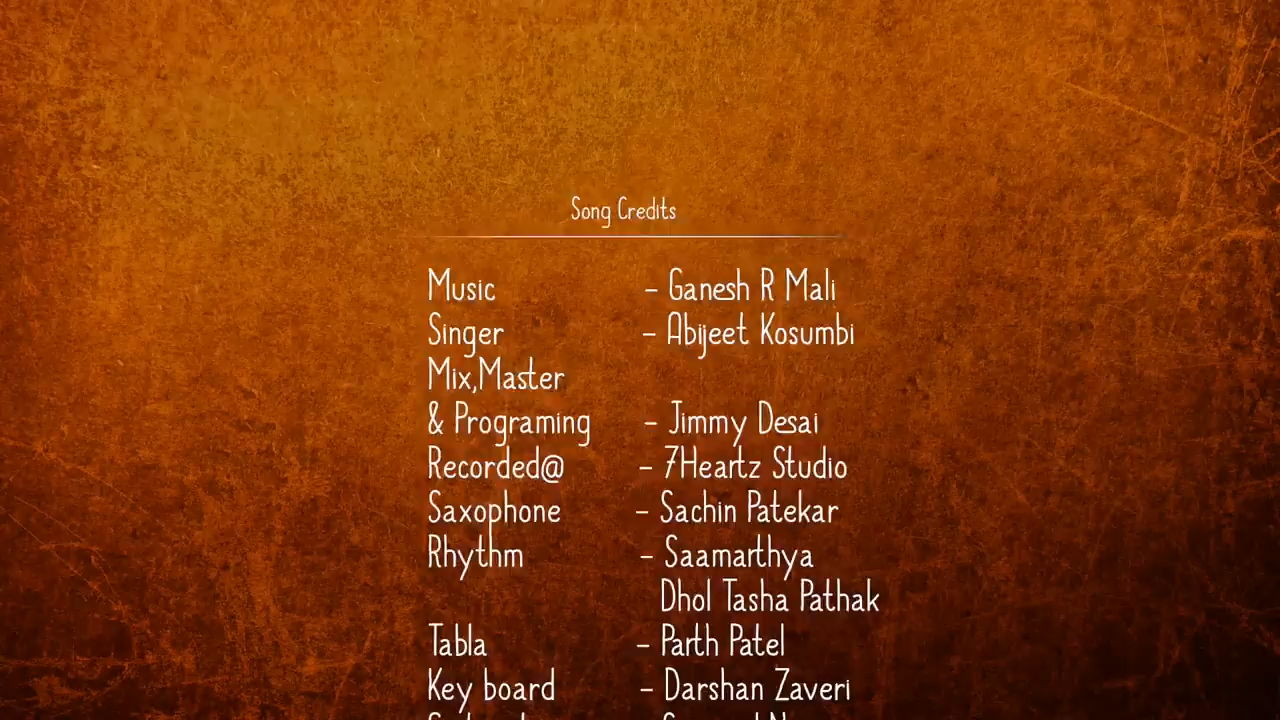 Song Credits
Music - Ganesh R Mali
Singer - Abijeet Kosumbi
Mix,Master
& Programing - Jimmy Desai
Recorded@ - 7Heartz Studio
Saxophone - Sachin Patekar
Rhythm - Saamarthya
Dhol Tasha Pathak
Tabla - Parth Patel
Key board - Darshan Zaveri